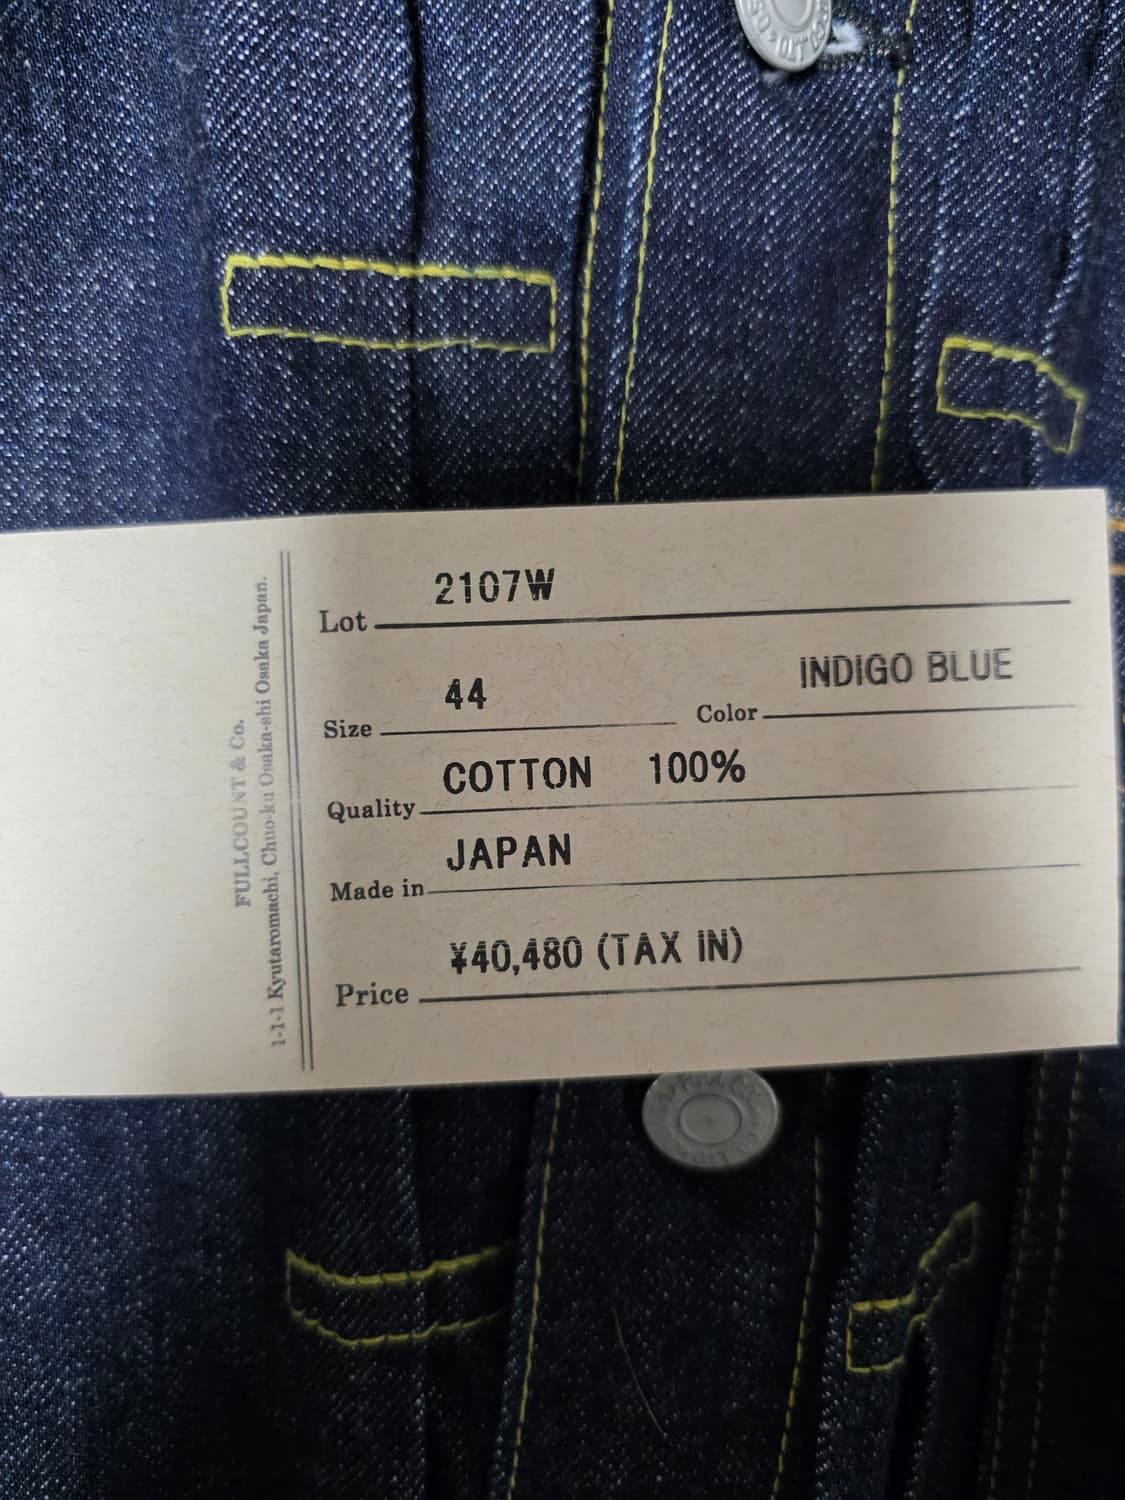 2107W
Lot
44
INDIGO BLUE
Size
Color
COTTON 100%
Quality
JAPAN
Made in
¥40,480 (TAX IN)
Price
FULLCOUNT & Co.
1-1-1 Kyutaromachi, Chuo-ku Osaka-shi Osaka Japan.